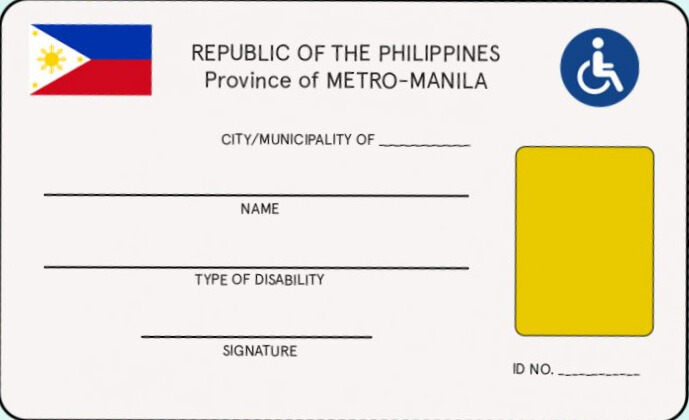 REPUBLIC OF THE PHILIPPINES
Province of METRO-MANILA
CITY/MUNICIPALITY OF __________
NAME
TYPE OF DISABILITY
SIGNATURE
ID NO. __________